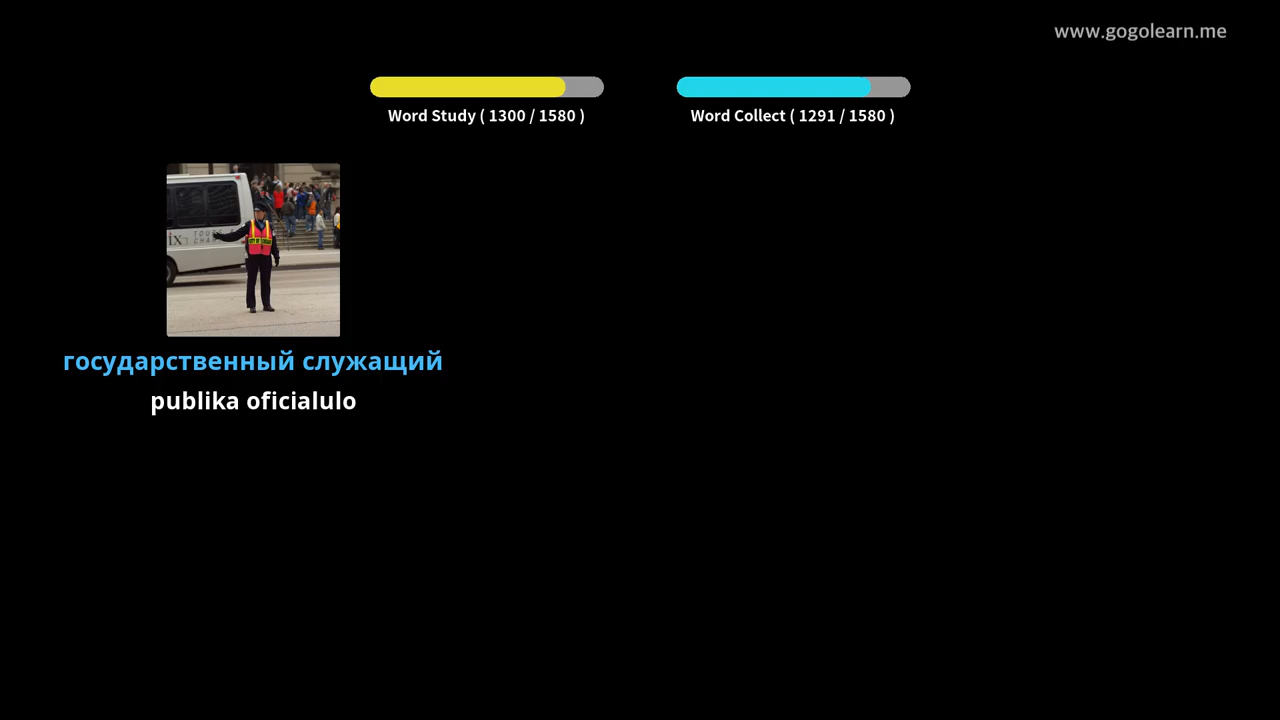 www.gogolearn.me
Word Study ( 1300 / 1580 )
Word Collect ( 1291 / 1580 )
государственный служащий
publika oficialulo